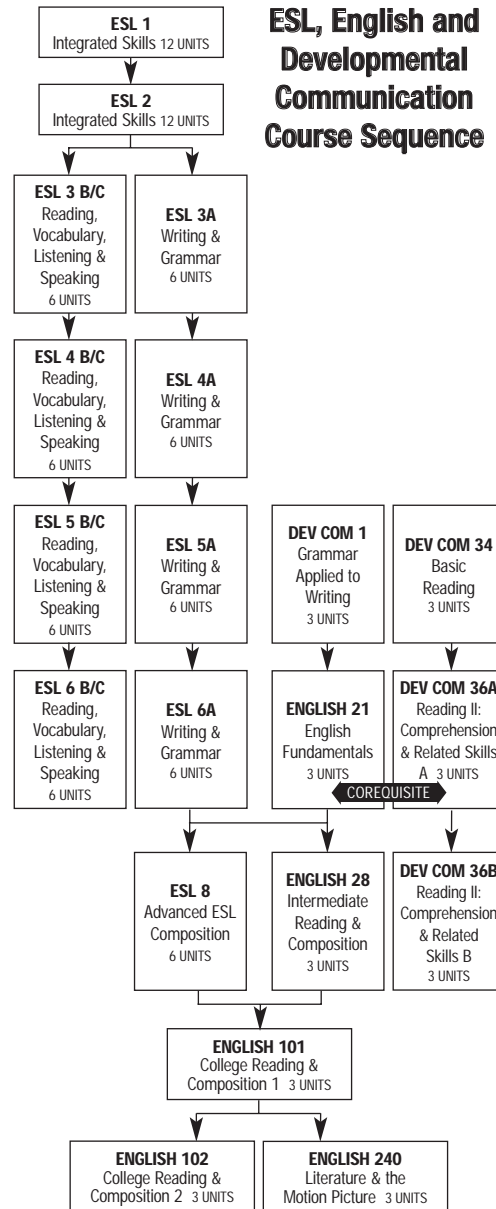 ESL, English and
Developmental
Communication
Course Sequence
ESL 1
Integrated Skills 12 UNITS
ESL 2
Integrated Skills 12 UNITS
ESL 3 B/C
Reading,
Vocabulary,
Listening &
Speaking
6 UNITS
ESL 3A
Writing &
Grammar
6 UNITS
ESL 4 B/C
Reading,
Vocabulary,
Listening &
Speaking
6 UNITS
ESL 4A
Writing &
Grammar
6 UNITS
ESL 5 B/C
Reading,
Vocabulary,
Listening &
Speaking
6 UNITS
ESL 5A
Writing &
Grammar
6 UNITS
DEV COM 1
Grammar
Applied to
Writing
3 UNITS
DEV COM 34
Basic
Reading
3 UNITS
ESL 6 B/C
Reading,
Vocabulary,
Listening &
Speaking
6 UNITS
ESL 6A
Writing &
Grammar
6 UNITS
ENGLISH 21
English
Fundamentals
3 UNITS
DEV COM 36A
Reading II:
Comprehension
& Related Skills
A 3 UNITS
COREQUISITE
ESL 8
Advanced ESL
Composition
6 UNITS
ENGLISH 28
Intermediate
Reading &
Composition
3 UNITS
DEV COM 36B
Reading II:
Comprehension
& Related
Skills B
3 UNITS
ENGLISH 101
College Reading &
Composition 1 3 UNITS
ENGLISH 102
College Reading &
Composition 2 3 UNITS
ENGLISH 240
Literature & the
Motion Picture 3 UNITS